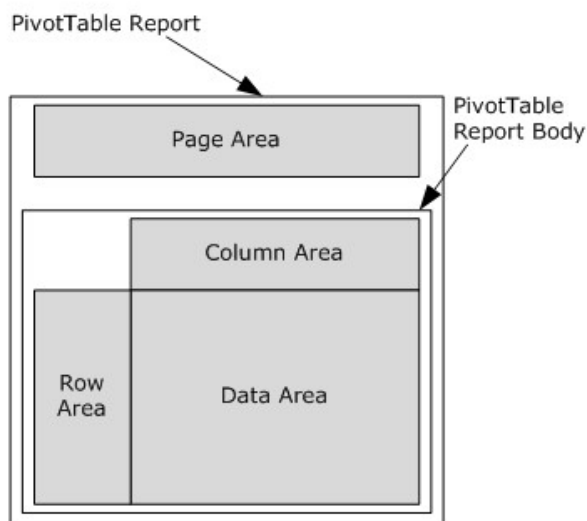 PivotTable Report
PivotTable
Report Body
Page Area
Column Area
Row
Area
Data Area